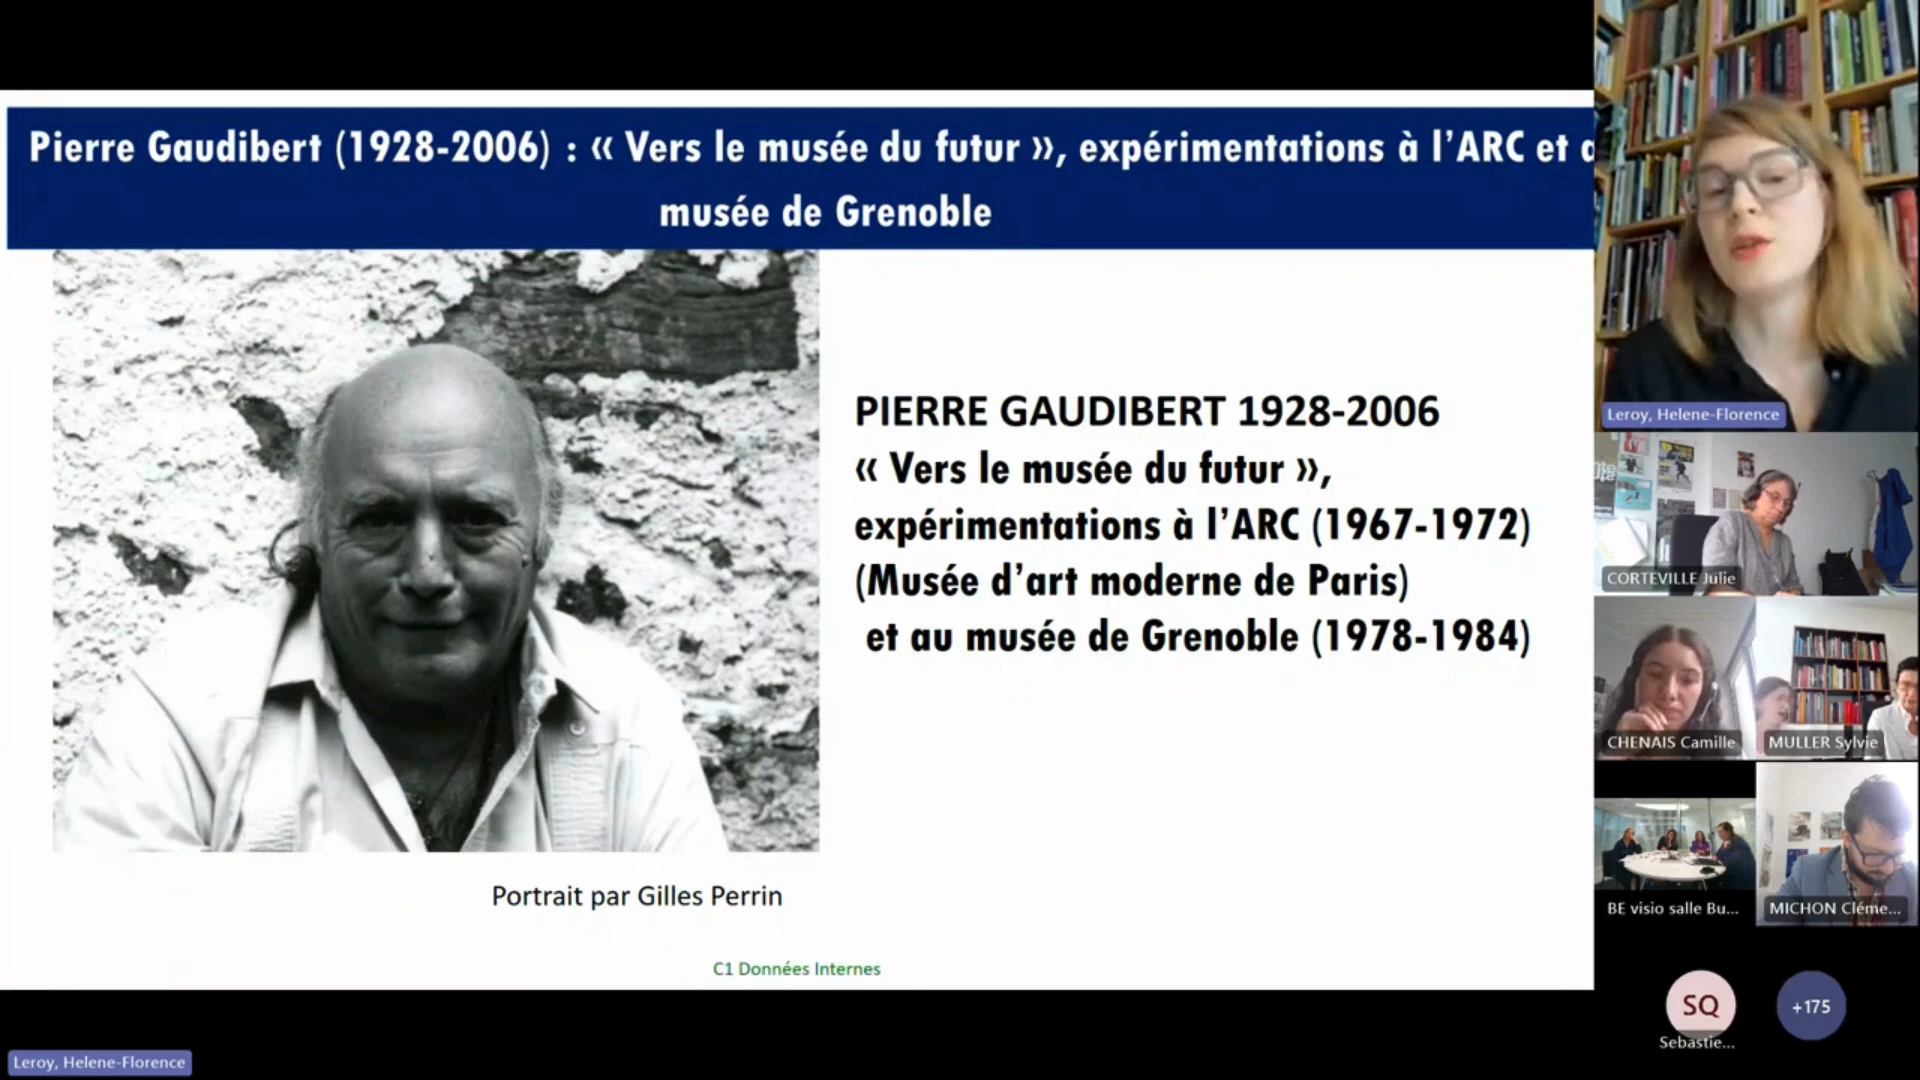 Pierre Gaudibert (1928-2006) : « Vers le musée du futur », expérimentations à l’ARC et
musée de Grenoble
PIERRE GAUDIBERT 1928-2006
« Vers le musée du futur »,
expérimentations à l’ARC (1967-1972)
(Musée d’art moderne de Paris)
et au musée de Grenoble (1978-1984)
Portrait par Gilles Perrin
C1 Données Internes
Leroy, Helene-Florence
CORTEVILLE Julie
CHENAIS Camille
MULLER Sylvie
BE visio salle Bu...
MICHON Cléme...
SQ
Sebastie...
+175
Leroy, Helene-Florence